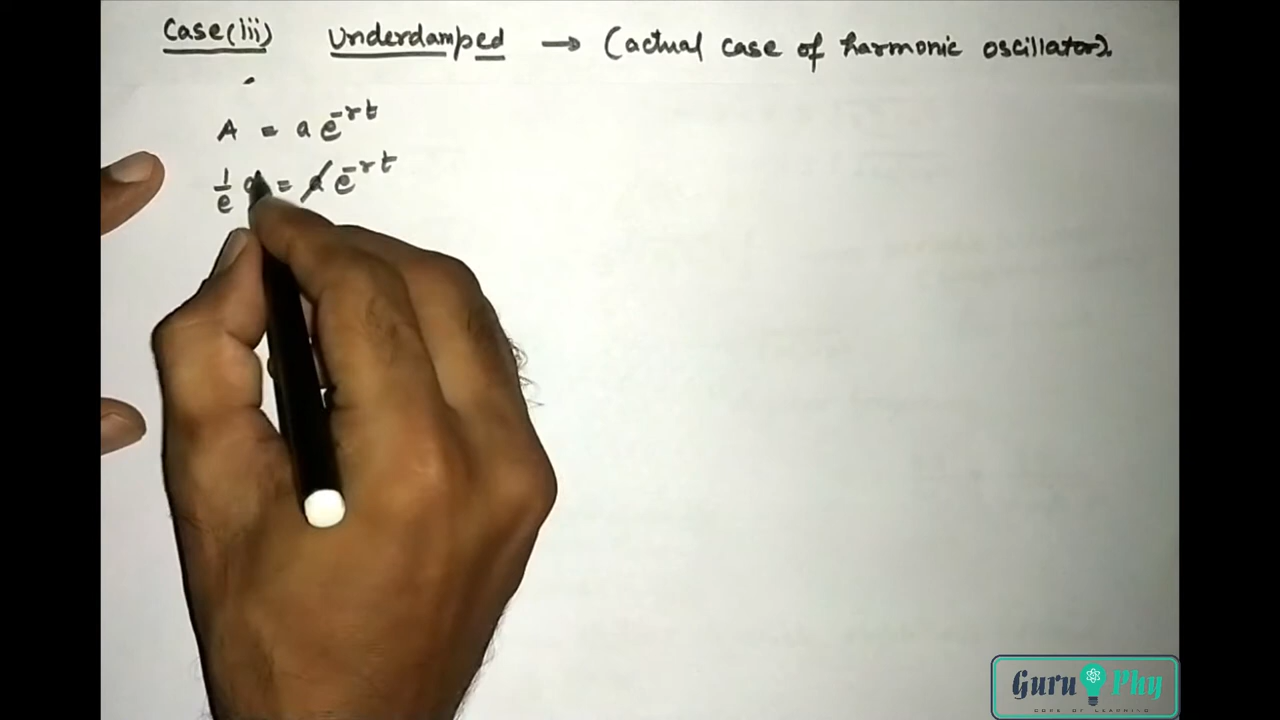 Case(iii) Underdamped → (actual case of harmonic oscillator).
A = a e^-rt
1/e a = a e^-rt
Guru Phy